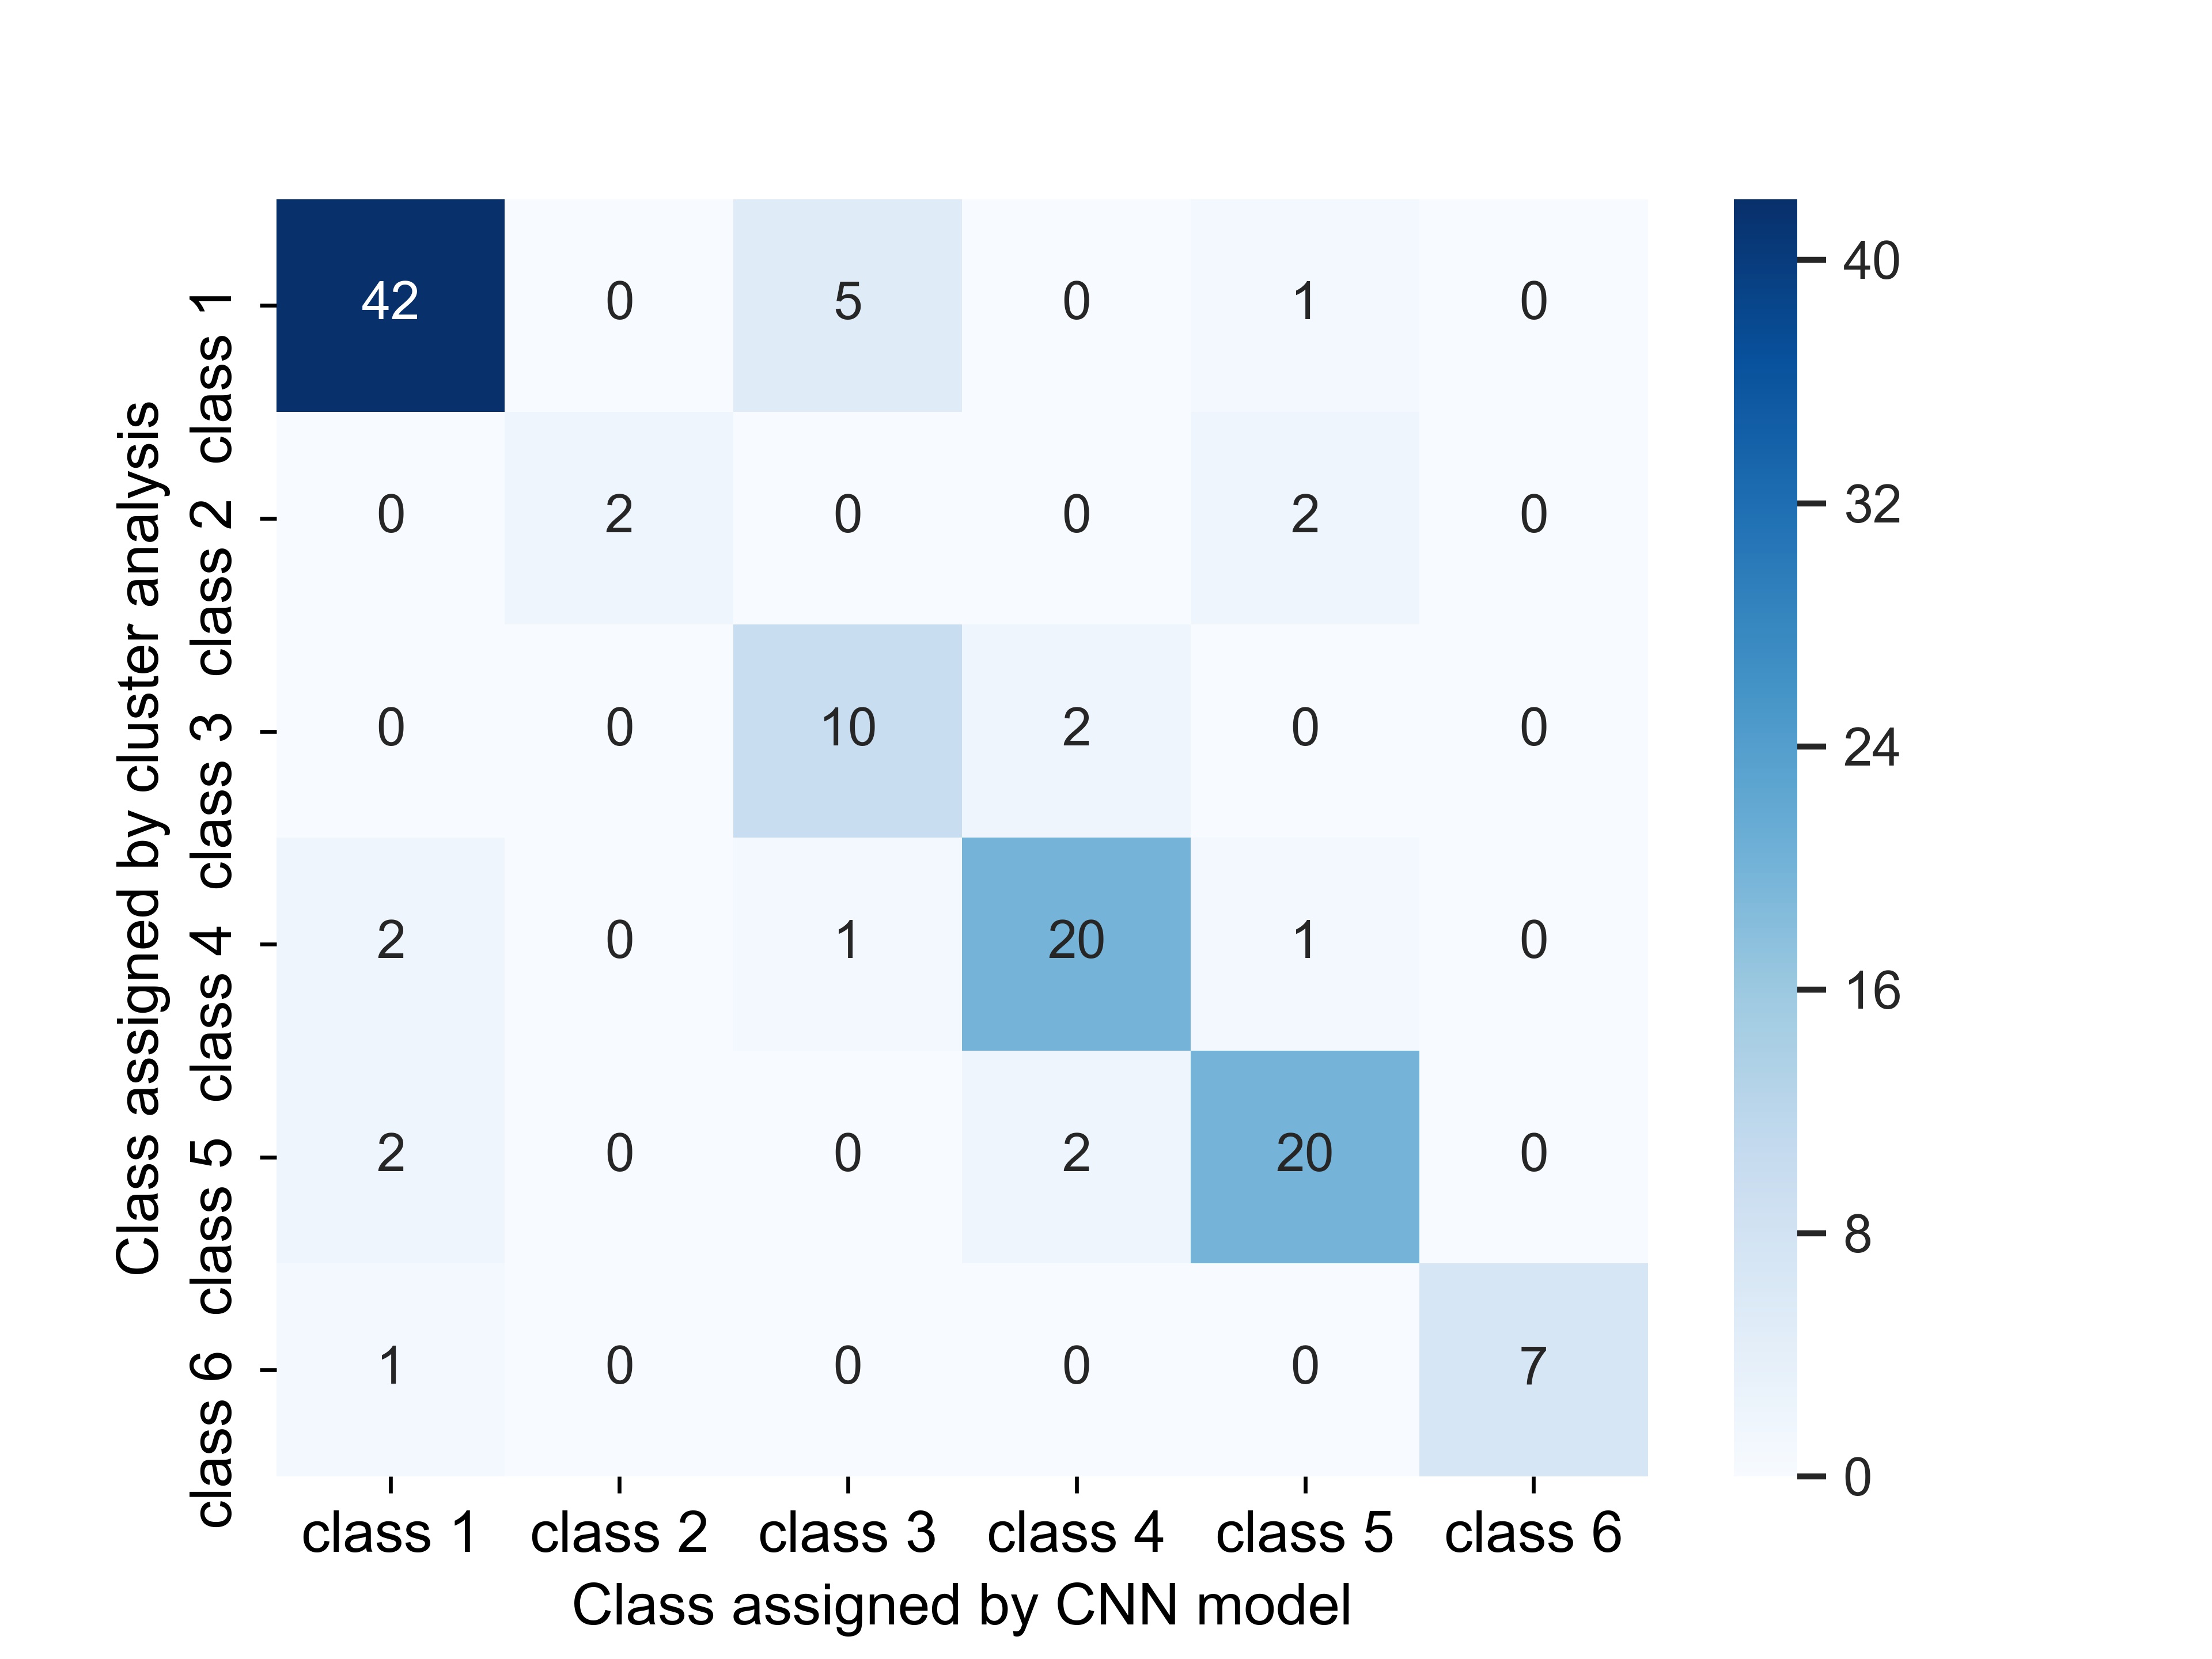 Class assigned by cluster analysis
class 1
42 0 5 0 1 0
class 2
0 2 0 0 2 0
class 3
0 0 10 2 0 0
class 4
2 0 1 20 1 0
class 5
2 0 0 2 20 0
class 6
1 0 0 0 0 7
class 1 class 2 class 3 class 4 class 5 class 6
Class assigned by CNN model
40
32
24
16
8
0